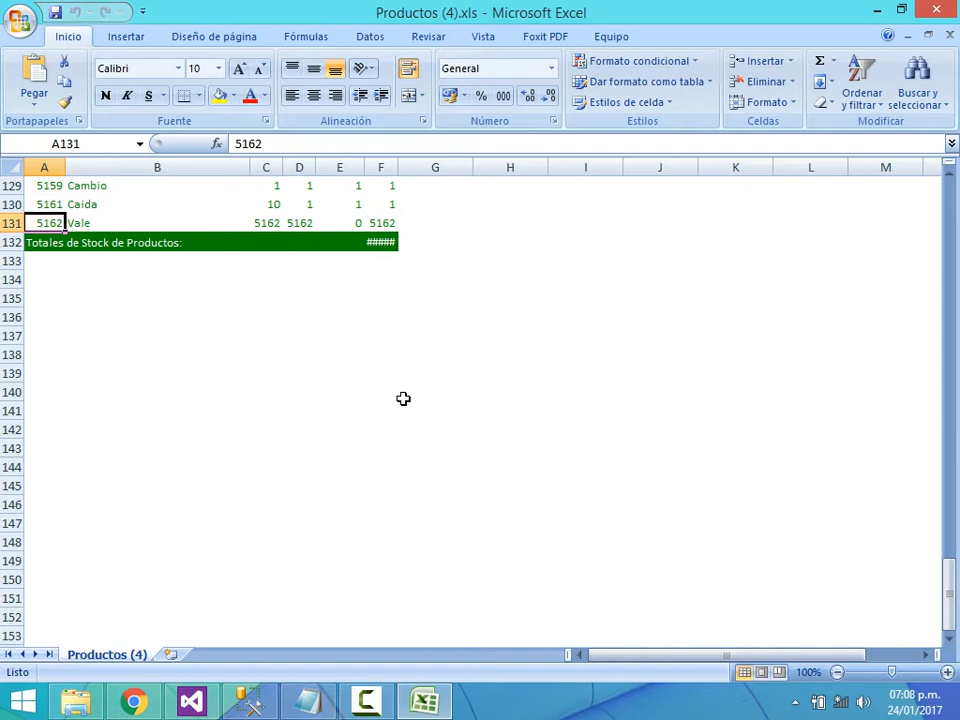 Productos (4).xls - Microsoft Excel
Inicio Insertar Diseño de página Fórmulas Datos Revisar Vista Foxit PDF Equipo
Calibri 10 A A General Formato condicional Insertar Σ
Pegar Dar formato como tabla Eliminar Ordenar y filtrar Buscar y seleccionar
N K S A % 000 Estilos de celda Formato
Portapapeles Fuente Alineación Número Estilos Celdas Modificar
A131 fx 5162
A B C D E F G H I J K L M
129 5159 Cambio 1 1 1 1
130 5161 Caida 10 1 1 1
131 5162 Vale 5162 5162 0 5162
132 Totales de Stock de Productos: #####
133
134
135
136
137
138
139
140
141
142
143
144
145
146
147
148
149
150
151
152
153
Productos (4)
Listo 100%
07:08 p.m.
24/01/2017